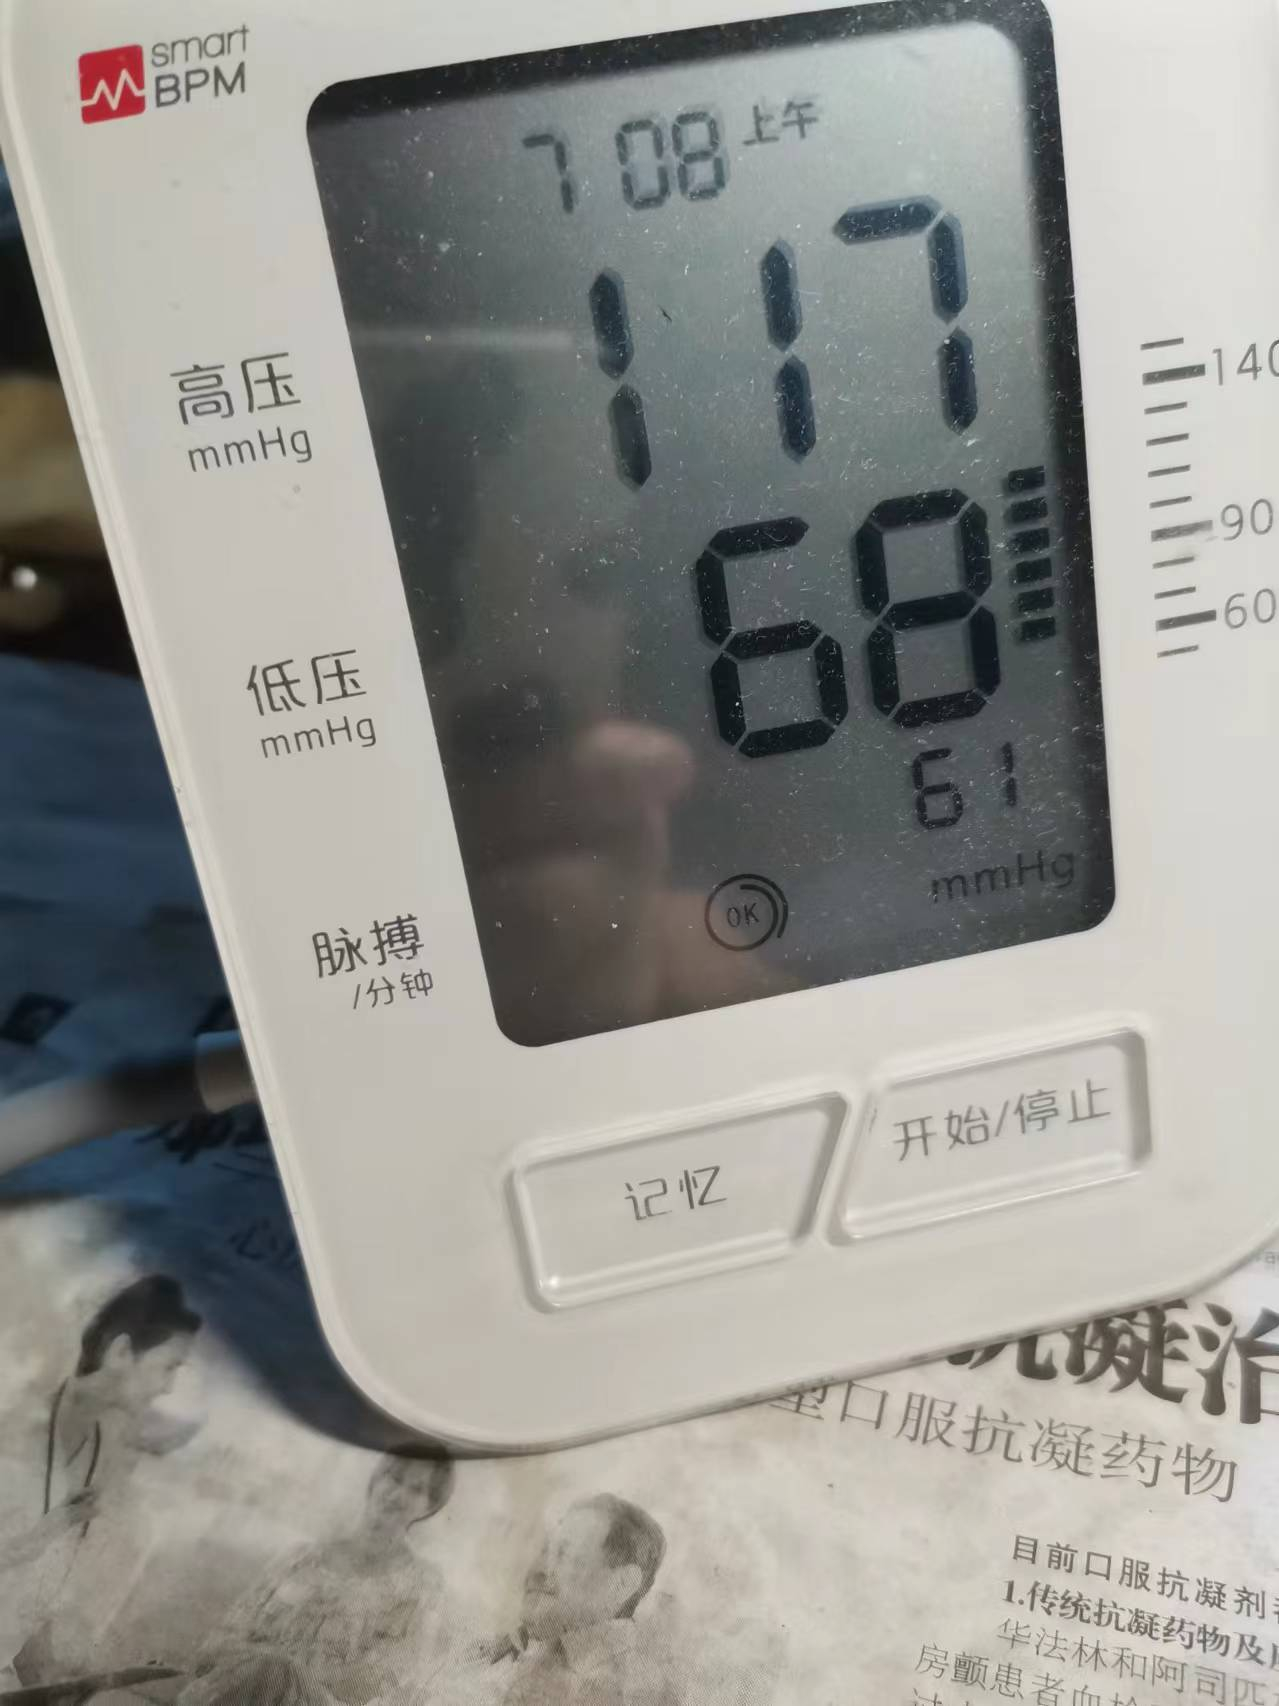 smart
BPM
7 08 上午
高压
mmHg
117
140
90
60
低压
mmHg
68
脉搏
/分钟
61
mmHg
OK
记忆
开始/停止
抗凝治
型口服抗凝药物
目前口服抗凝剂
1.传统抗凝药物及
华法林和阿司匹
房颤患者血